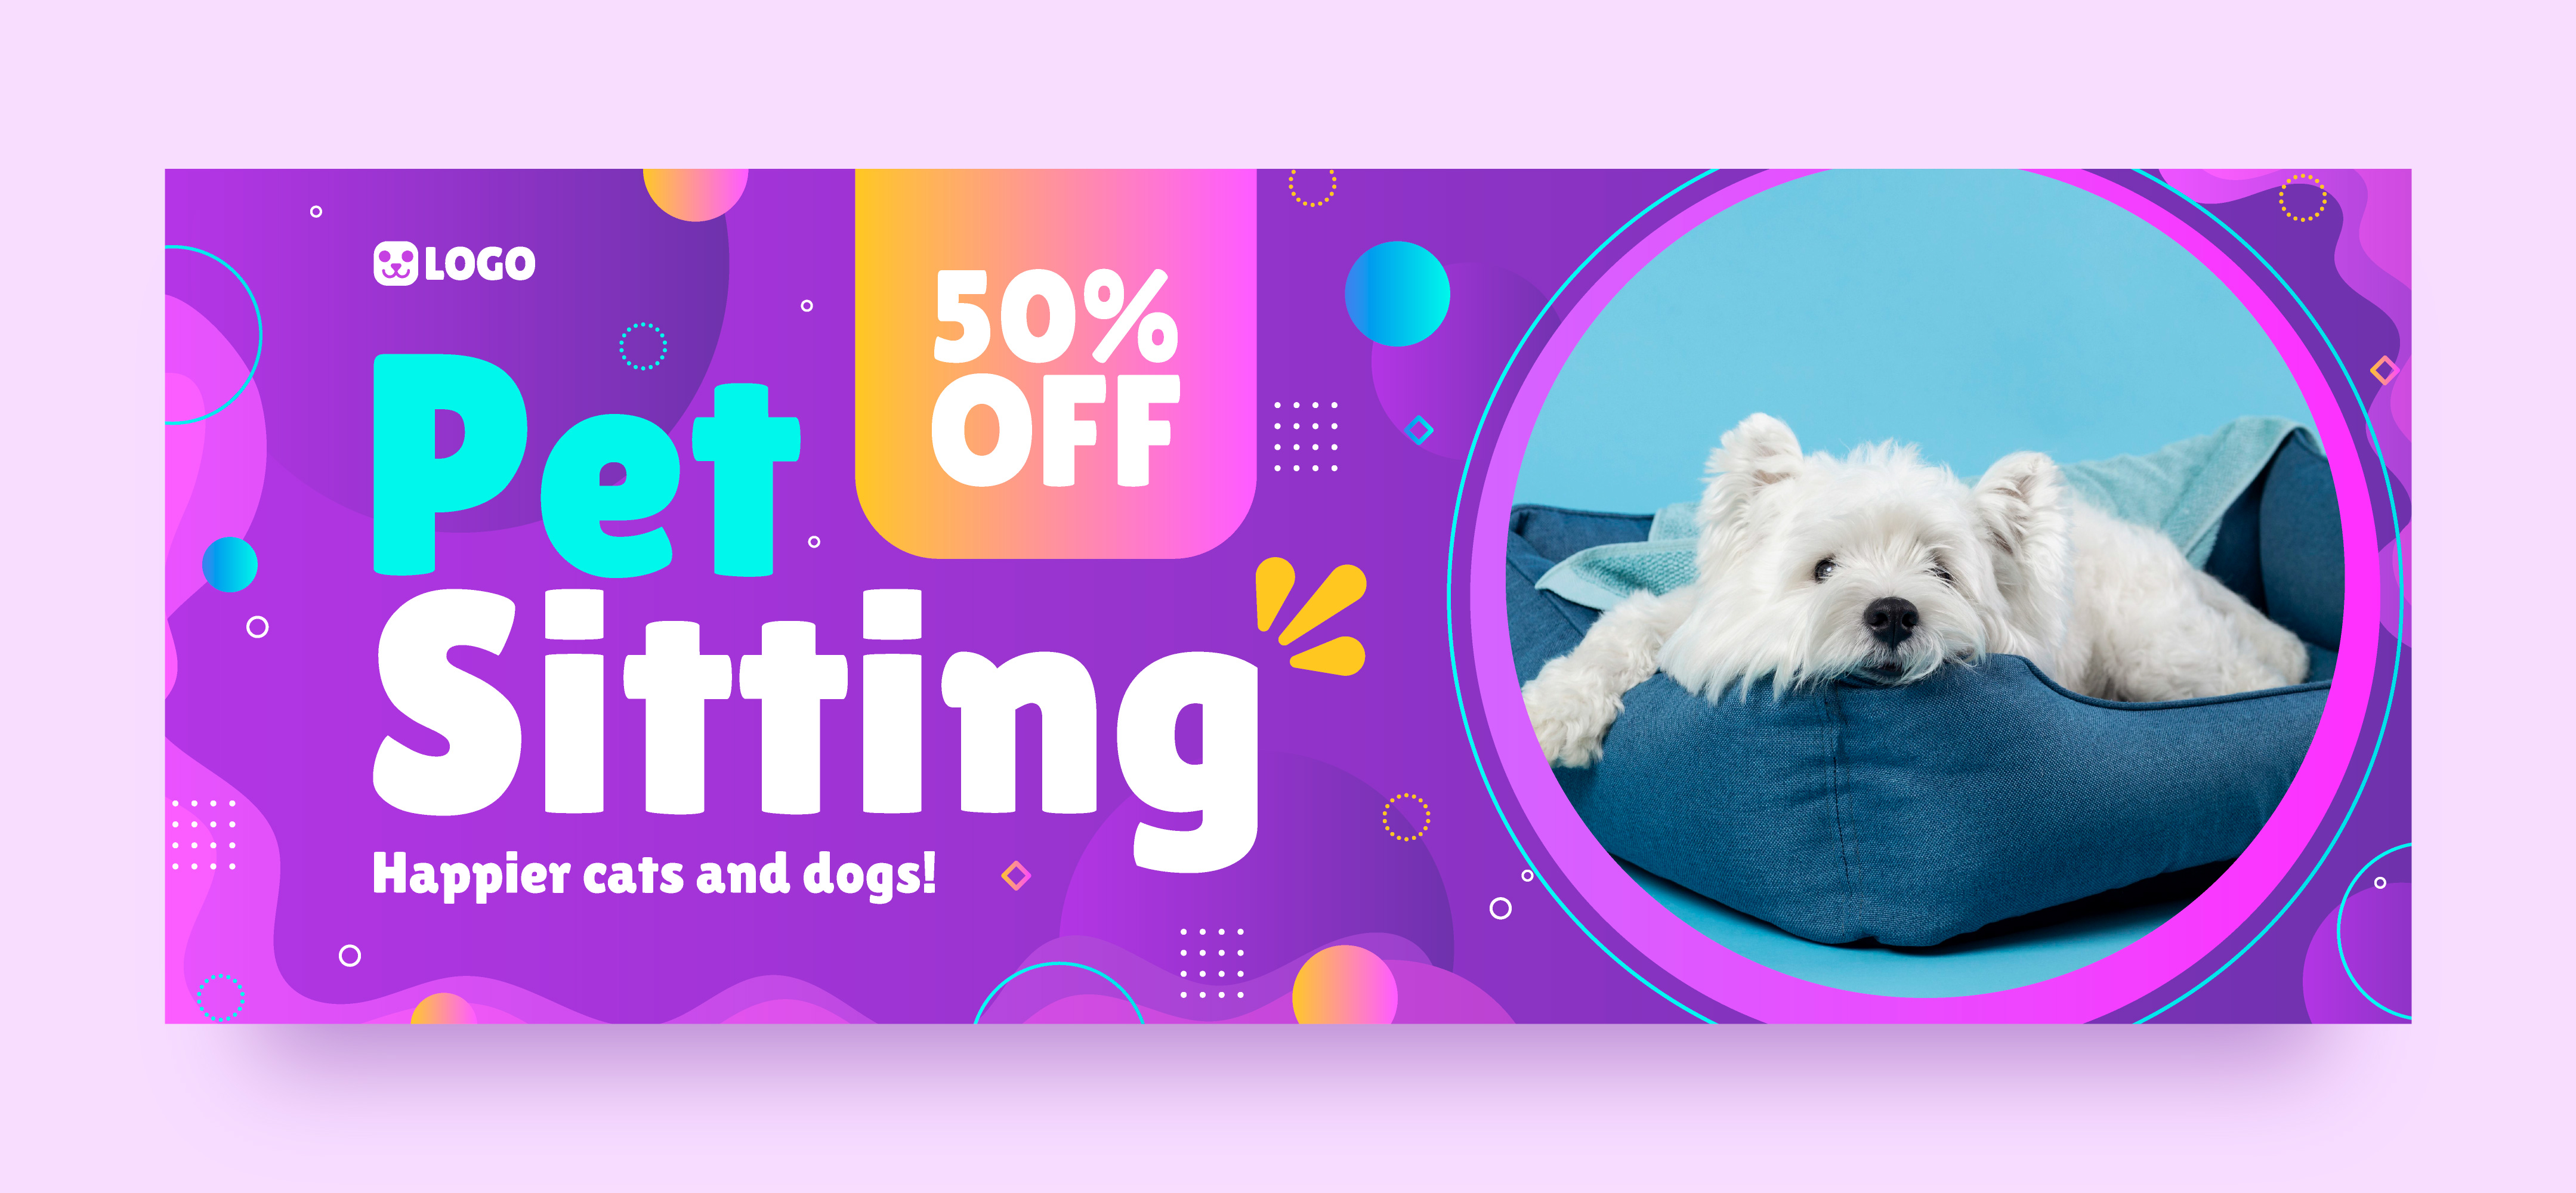 LOGO
50%
OFF
Pet
Sitting
Happier cats and dogs!